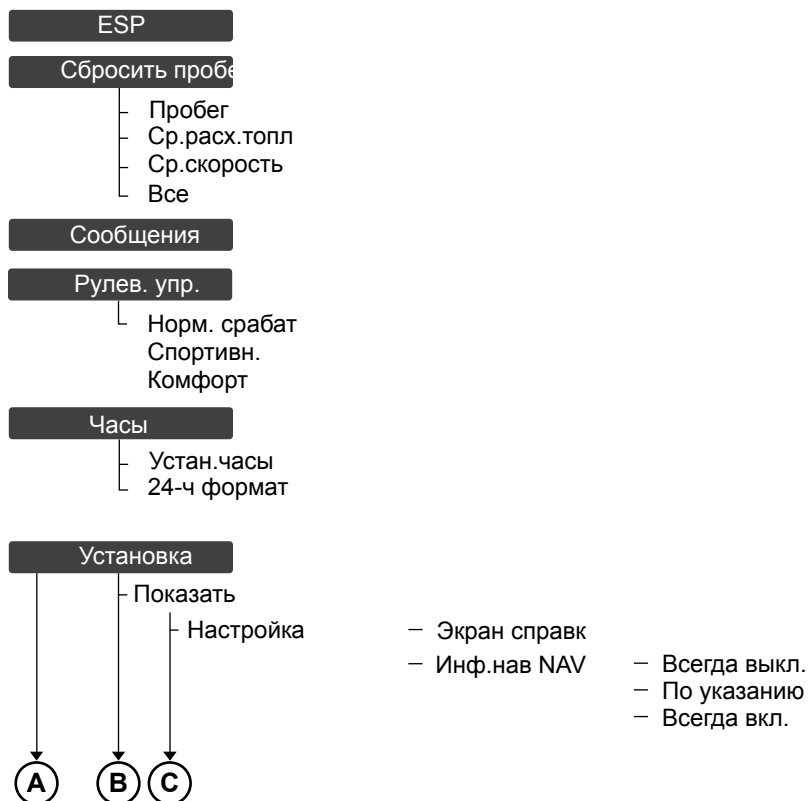 ESP
Сбросить пробе
Пробег
Ср.расх.топл
Ср.скорость
Все
Сообщения
Рулев. упр.
Норм. срабат
Спортивн.
Комфорт
Часы
Устан.часы
24-ч формат
Установка
Показать
Настройка
Экран справк
Инф.нав NAV
Всегда выкл.
По указанию
Всегда вкл.
A B C